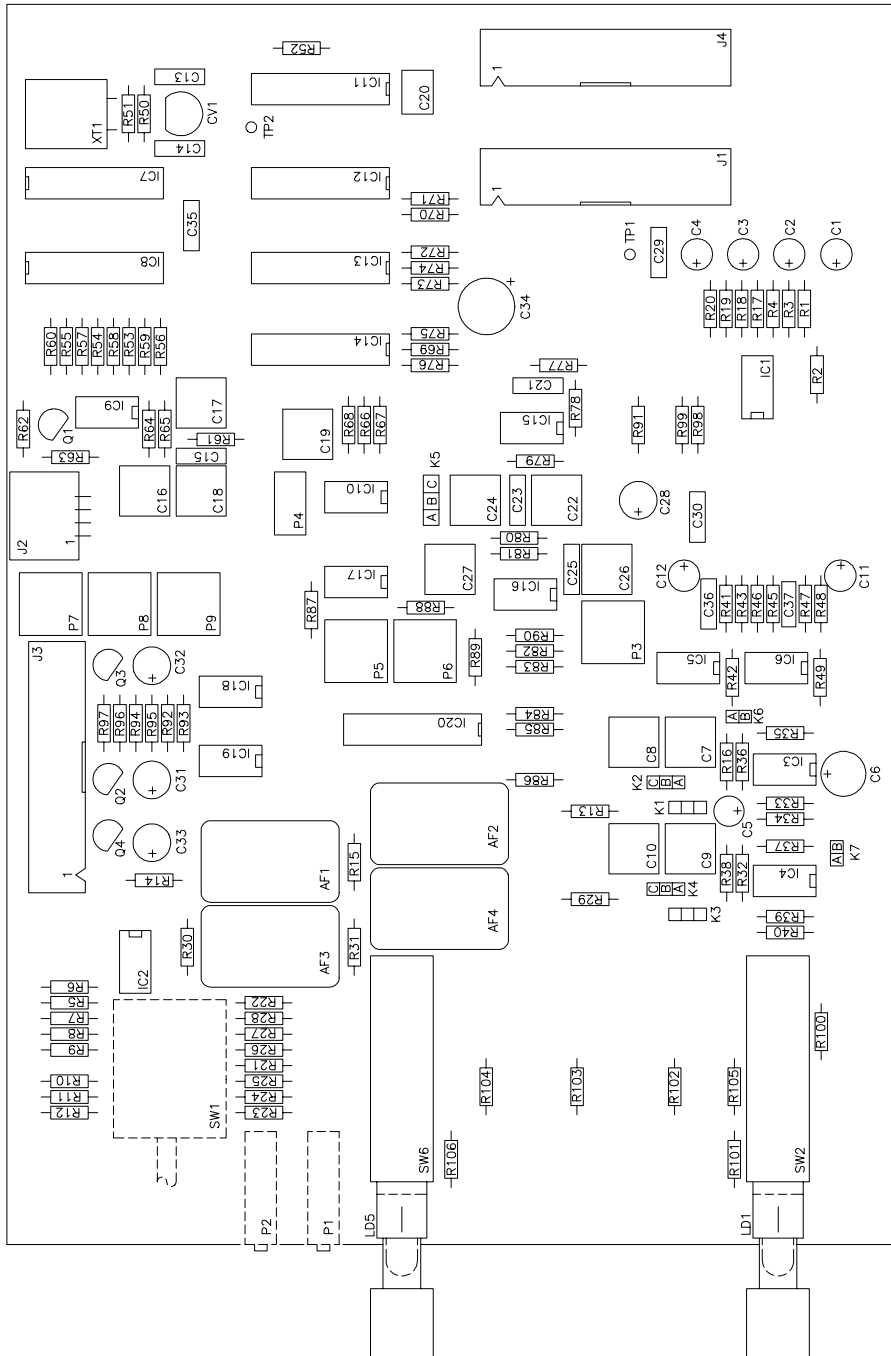 R52
J4
1
C13
IC11
C20
R51
R50
CV1
XT1
TP2
C14
IC7
IC12
J1
1
R71
R70
C35
TP1
C29
C4
C3
C2
C1
IC8
IC13
R72
R74
R73
C34
R20
R19
R18
R17
R4
R3
R1
R60
R55
R57
R54
R58
R53
R59
R56
IC14
R75
R69
R76
R77
IC1
R2
C21
R62
Q1
IC9
R64
R65
C17
R61
C19
R68
R66
R67
IC15
R78
R91
R99
R98
R63
C15
K5
R79
J2
1
C16
C18
P4
IC10
A B C
C24
C23
C22
C28
C30
R80
R81
P7
P8
P9
R87
IC17
C27
IC16
C25
C26
C12
C36
R41
R43
R46
R45
C37
R47
R48
C11
R88
J3
1
Q3
C32
P5
P6
R89
R90
R82
R83
P3
IC5
R42
IC6
R49
IC18
R97
R96
R94
R95
R92
R93
IC20
R84
R85
K6
A
B
C8
C7
R16
R36
R35
IC19
Q2
C31
R86
K2
C B A
IC3
C6
K1
R13
C5
R33
R34
Q4
C33
AF1
R15
AF2
C10
C9
R38
R32
R37
A B
K7
R14
C B A
K4
IC4
R29
K3
R39
R40
R30
AF3
R31
AF4
IC2
R6
R5
R7
R8
R9
R10
R11
R12
SW1
R22
R28
R27
R26
R21
R25
R24
R23
R100
R104
R103
R102
R105
R106
R101
SW6
SW2
P2
P1
LD5
LD1